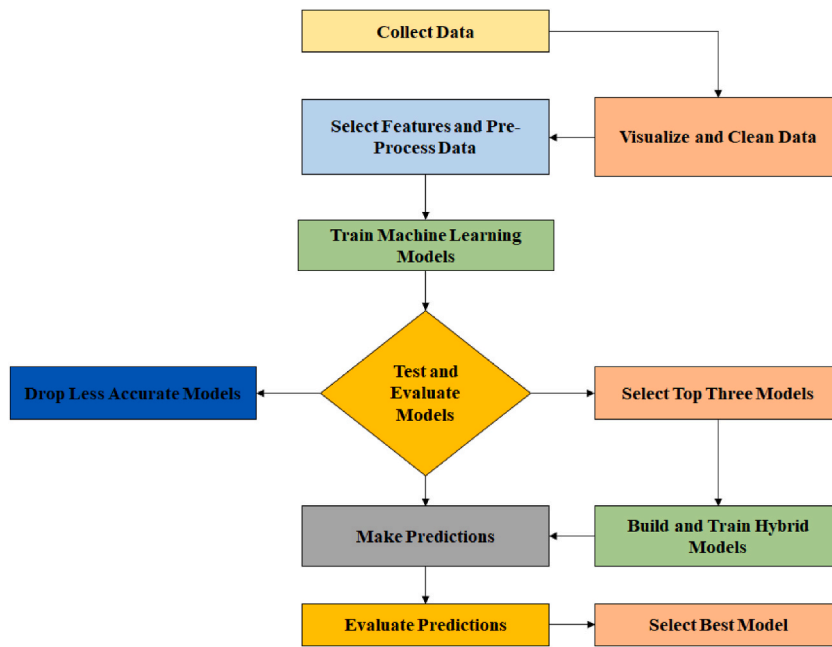 Collect Data
Select Features and Pre-
Process Data
Visualize and Clean Data
Train Machine Learning
Models
Drop Less Accurate Models
Test and
Evaluate
Models
Select Top Three Models
Make Predictions
Build and Train Hybrid
Models
Evaluate Predictions
Select Best Model